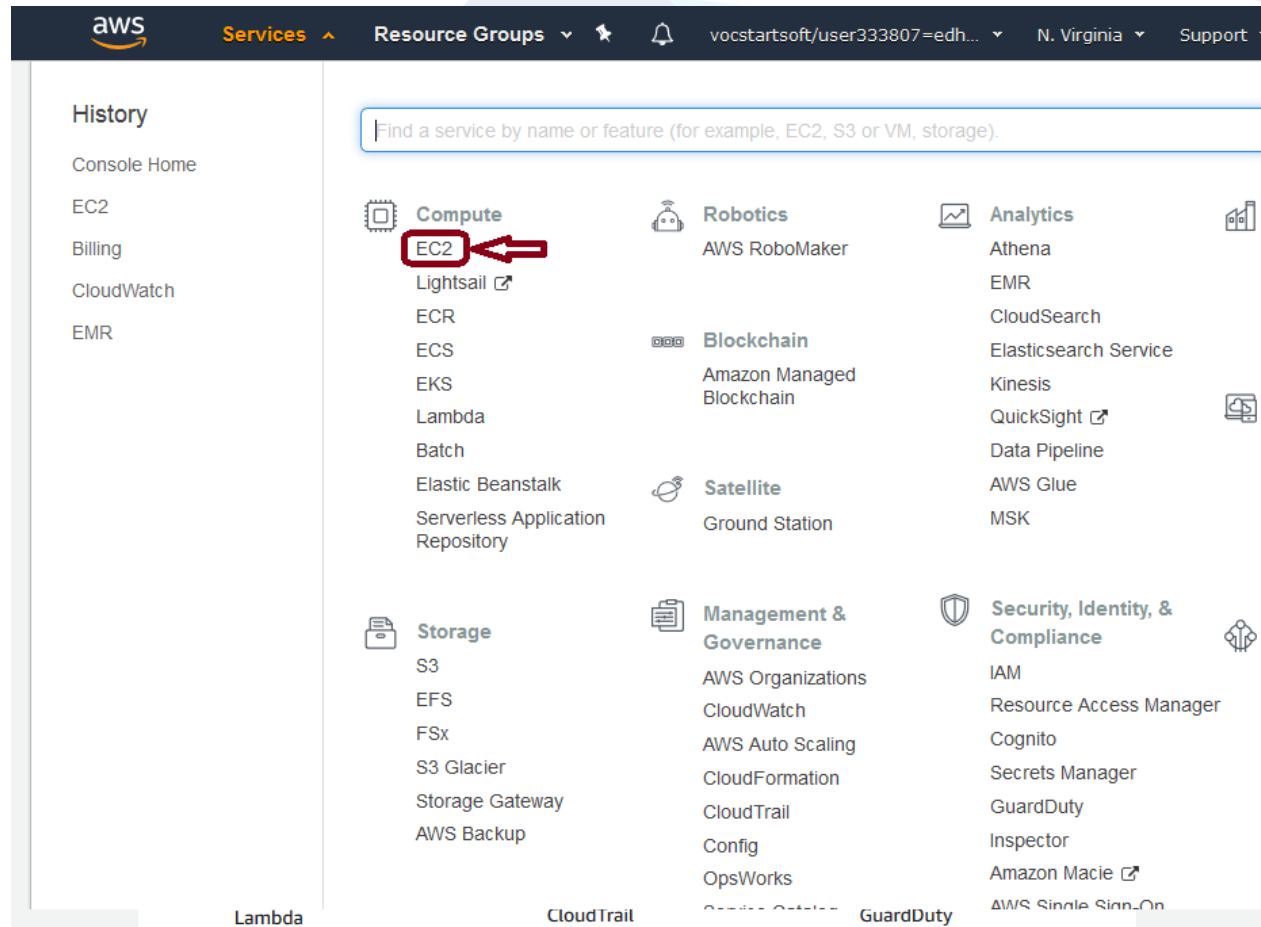 aws
Services
Resource Groups
vocstartsoft/user333807=edh...
N. Virginia
Support
History
Console Home
EC2
Billing
CloudWatch
EMR
Find a service by name or feature (for example, EC2, S3 or VM, storage).
Compute
EC2
Lightsail
ECR
ECS
EKS
Lambda
Batch
Elastic Beanstalk
Serverless Application
Repository
Storage
S3
EFS
FSx
S3 Glacier
Storage Gateway
AWS Backup
Robotics
AWS RoboMaker
Blockchain
Amazon Managed
Blockchain
Satellite
Ground Station
Management &
Governance
AWS Organizations
CloudWatch
AWS Auto Scaling
CloudFormation
CloudTrail
Config
OpsWorks
Service Catalog
Analytics
Athena
EMR
CloudSearch
Elasticsearch Service
Kinesis
QuickSight
Data Pipeline
AWS Glue
MSK
Security, Identity, &
Compliance
IAM
Resource Access Manager
Cognito
Secrets Manager
GuardDuty
Inspector
Amazon Macie
AWS Single Sign-On
Lambda
CloudTrail
GuardDuty